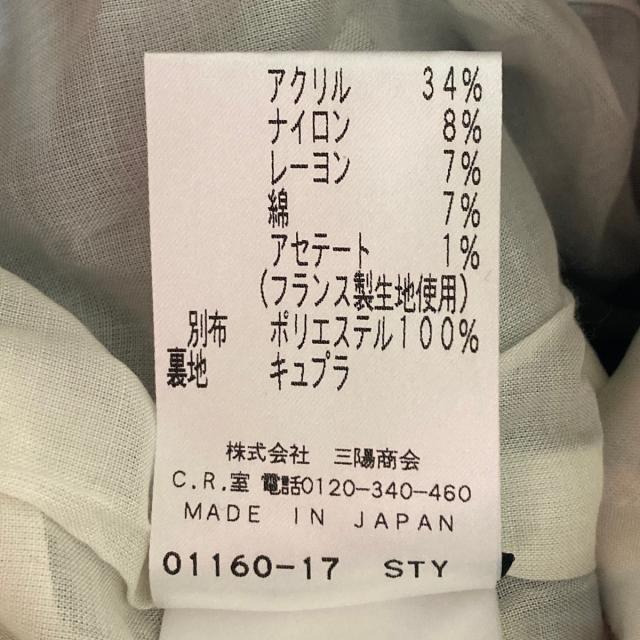 アクリル 34%
ナイロン 8%
レーヨン 7%
綿 7%
アセテート 1%
(フランス製生地使用)
別布 ポリエステル100%
裏地 キュプラ
株式会社 三陽商会
C.R.室 電話0120-340-460
MADE IN JAPAN
01160-17 STY